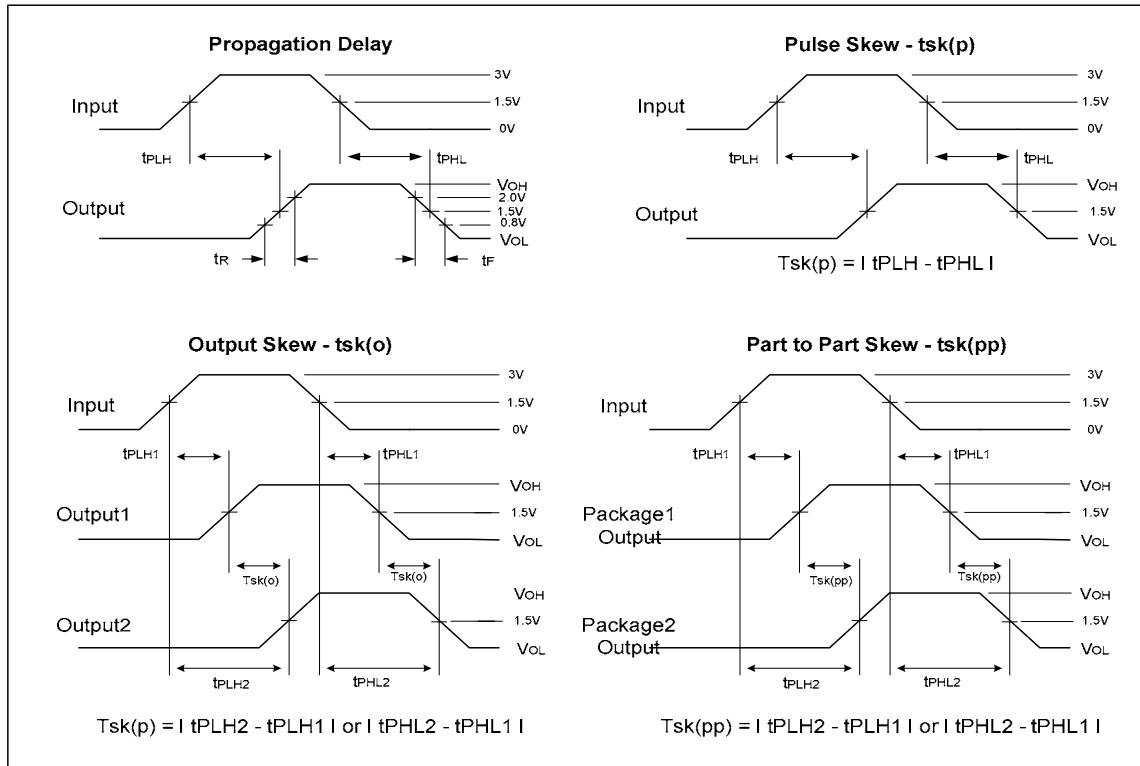 Propagation Delay
3V
Input
1.5V
0V
tPLH
tPHL
VOH
2.0V
Output
1.5V
0.8V
VOL
tR
tF
Pulse Skew - tsk(p)
3V
Input
1.5V
0V
tPLH
tPHL
VOH
Output
1.5V
VOL
Tsk(p) = I tPLH - tPHL I
Output Skew - tsk(o)
3V
Input
1.5V
0V
tPLH1
tPHL1
VOH
Output1
1.5V
VOL
Tsk(o)
Tsk(o)
VOH
Output2
1.5V
VOL
tPLH2
tPHL2
Tsk(p) = I tPLH2 - tPLH1 I or I tPHL2 - tPHL1 I
Part to Part Skew - tsk(pp)
3V
Input
1.5V
0V
tPLH1
tPHL1
VOH
Package1
Output
1.5V
VOL
Tsk(pp)
Tsk(pp)
VOH
Package2
Output
1.5V
VOL
tPLH2
tPHL2
Tsk(pp) = I tPLH2 - tPLH1 I or I tPHL2 - tPHL1 I